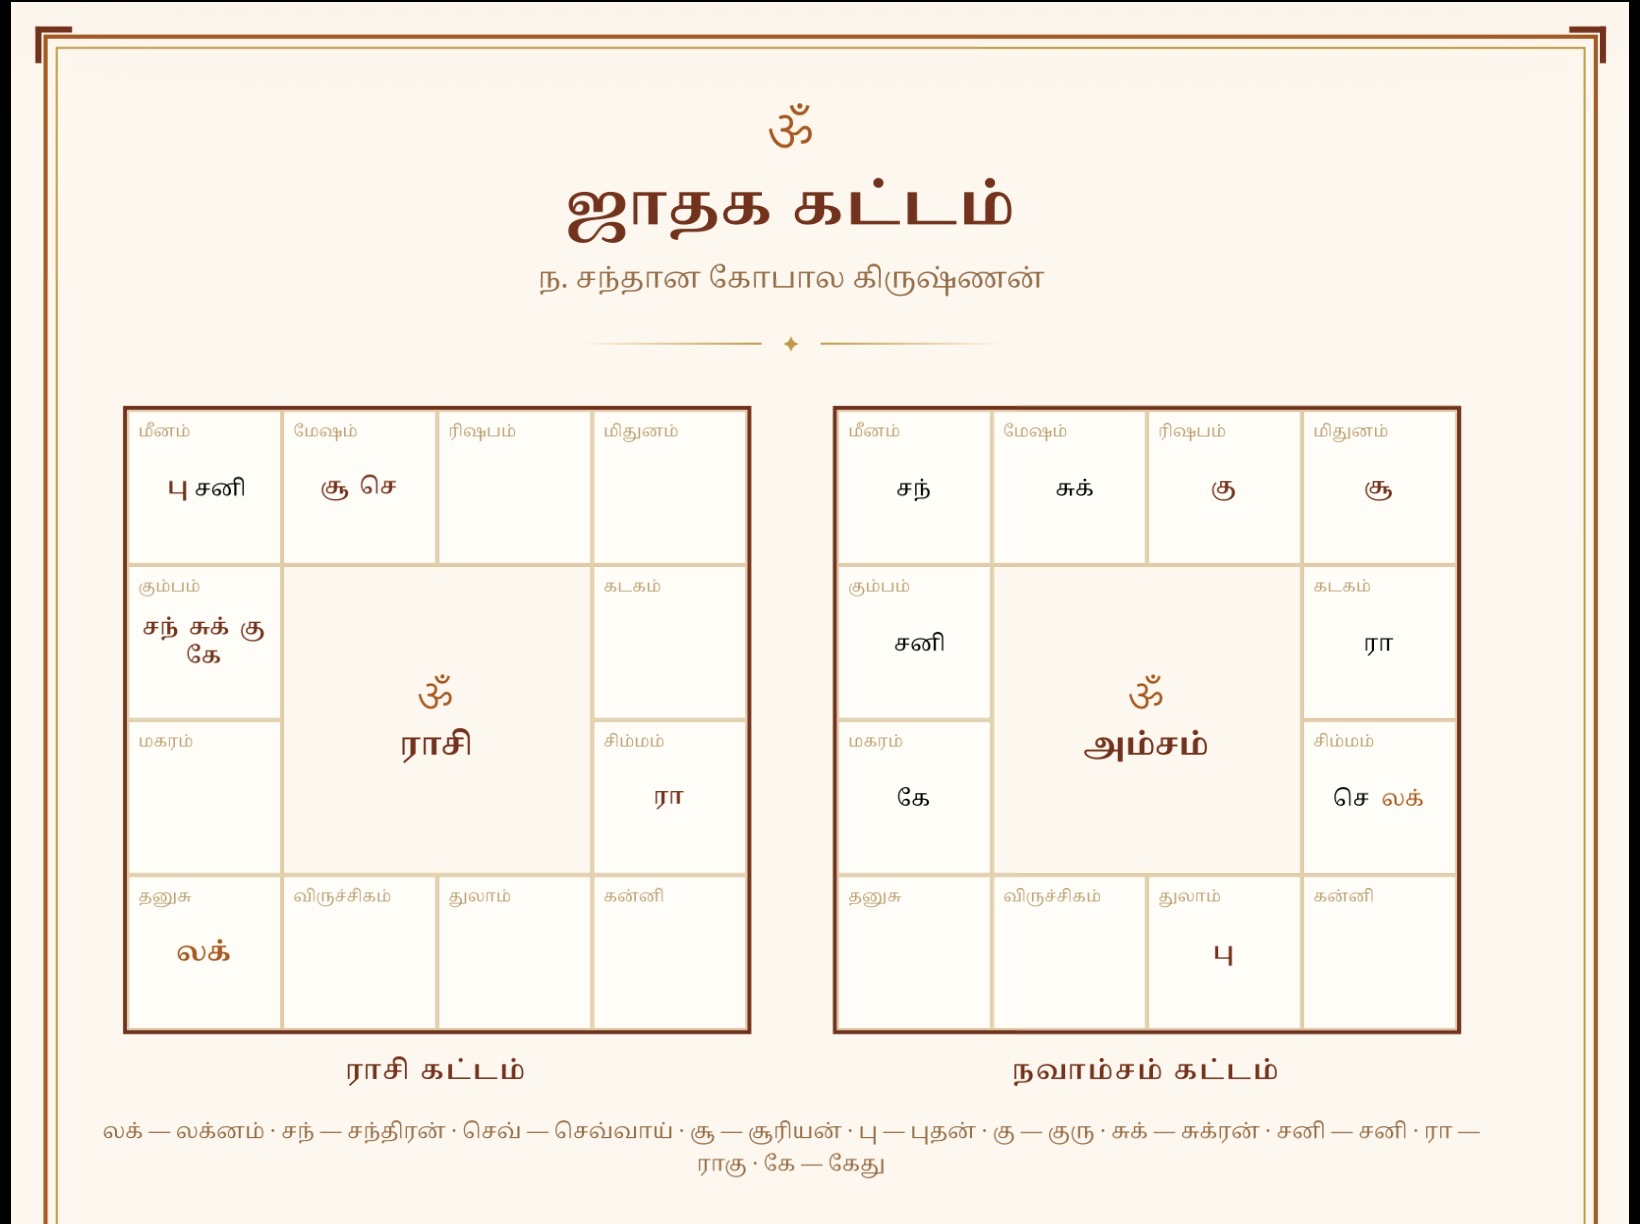 ॐ
ஜாதக கட்டம்
ந. சந்தான கோபால கிருஷ்ணன்
மீனம்
பு சனி
மேஷம்
சூ செ
ரிஷபம்
மிதுனம்
கும்பம்
சந் சுக் கு
கே
கடகம்
ॐ
ராசி
மகரம்
சிம்மம்
ரா
தனுசு
லக்
விருச்சிகம்
துலாம்
கன்னி
ராசி கட்டம்
மீனம்
சந்
மேஷம்
சுக்
ரிஷபம்
கு
மிதுனம்
சூ
கும்பம்
சனி
கடகம்
ரா
ॐ
அம்சம்
மகரம்
கே
சிம்மம்
செ லக்
தனுசு
விருச்சிகம்
துலாம்
பு
கன்னி
நவாம்சம் கட்டம்
லக் — லக்னம் · சந் — சந்திரன் · செவ் — செவ்வாய் · சூ — சூரியன் · பு — புதன் · கு — குரு · சுக் — சுக்ரன் · சனி — சனி · ரா —
ராகு · கே — கேது